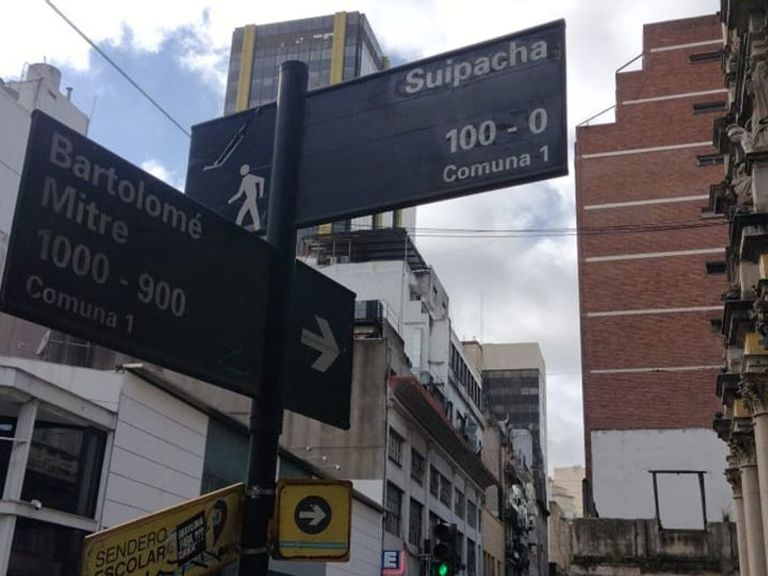 Suipacha
100 - 0
Comuna 1
Bartolomé
Mitre
1000 - 900
Comuna 1
SENDERO
ESCOLAR
E